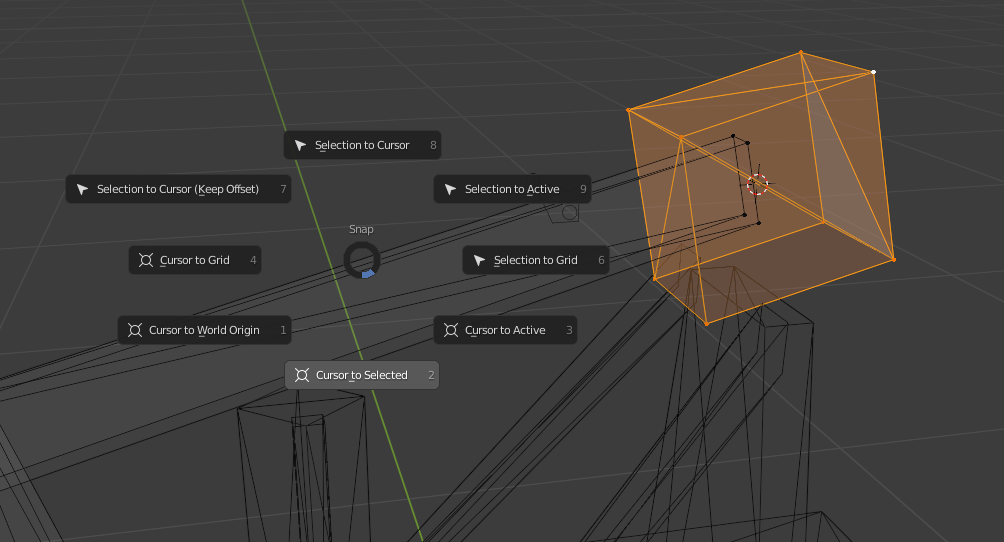 Selection to Cursor 8
Selection to Cursor (Keep Offset) 7
Selection to Active 9
Snap
Cursor to Grid 4
Selection to Grid 6
Cursor to World Origin 1
Cursor to Active 3
Cursor to Selected 2